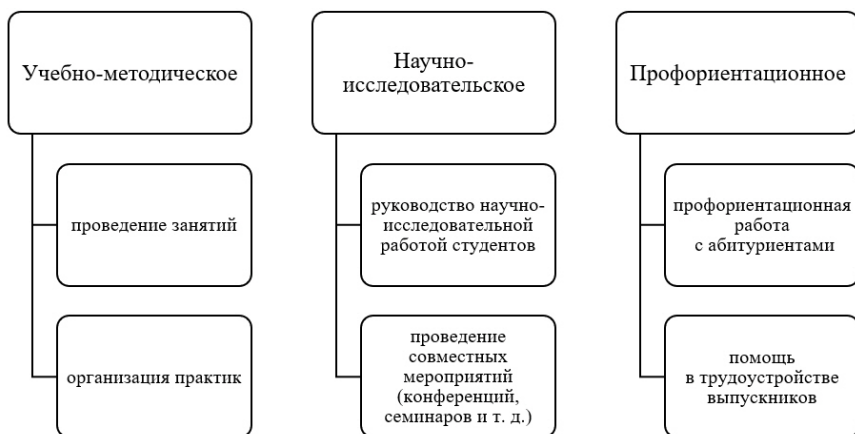 Учебно-методическое
проведение занятий
организация практик
Научно-
исследовательское
руководство научно-
исследовательской
работой студентов
проведение
совместных
мероприятий
(конференций,
семинаров и т. д.)
Профориентационное
профориентационная
работа
с абитуриентами
помощь
в трудоустройстве
выпускников